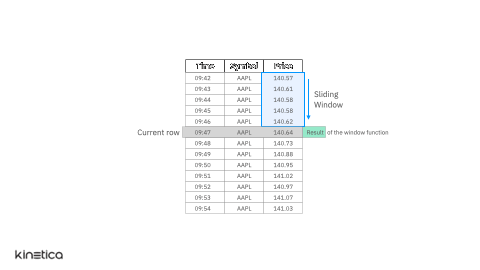 Time Symbol Price
09:42 AAPL 140.57
09:43 AAPL 140.61
09:44 AAPL 140.58
09:45 AAPL 140.58
09:46 AAPL 140.62
Current row 09:47 AAPL 140.64 Result of the window function
09:48 AAPL 140.73
09:49 AAPL 140.88
09:50 AAPL 140.95
09:51 AAPL 141.02
09:52 AAPL 140.97
09:53 AAPL 141.07
09:54 AAPL 141.03
Sliding
Window
kinetica